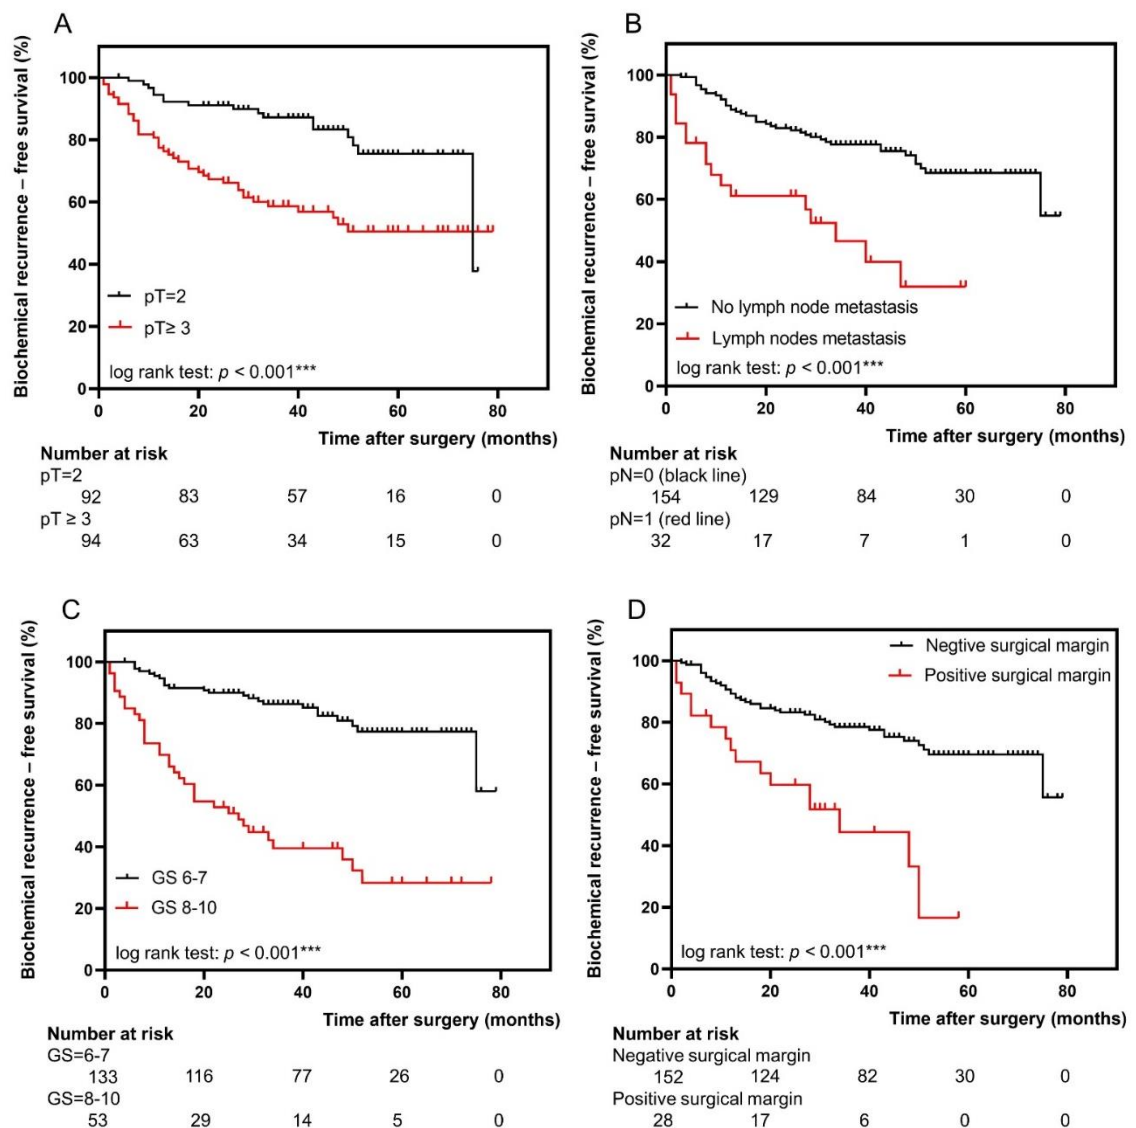 A
Biochemical recurrence – free survival (%)
100
80
60
40
20
0
pT=2
pT≥ 3
log rank test: p < 0.001***
0 20 40 60 80
Time after surgery (months)
Number at risk
pT=2
92 83 57 16 0
pT ≥ 3
94 63 34 15 0
B
Biochemical recurrence – free survival (%)
100
80
60
40
20
0
No lymph node metastasis
Lymph nodes metastasis
log rank test: p < 0.001***
0 20 40 60 80
Time after surgery (months)
Number at risk
pN=0 (black line)
154 129 84 30 0
pN=1 (red line)
32 17 7 1 0
C
Biochemical recurrence – free survival (%)
100
80
60
40
20
0
GS 6-7
GS 8-10
log rank test: p < 0.001***
0 20 40 60 80
Time after surgery (months)
Number at risk
GS=6-7
133 116 77 26 0
GS=8-10
53 29 14 5 0
D
Biochemical recurrence – free survival (%)
Negtive surgical margin
Positive surgical margin
100
80
60
40
20
0
log rank test: p < 0.001***
0 20 40 60 80
Time after surgery (months)
Number at risk
Negative surgical margin
152 124 82 30 0
Positive surgical margin
28 17 6 0 0